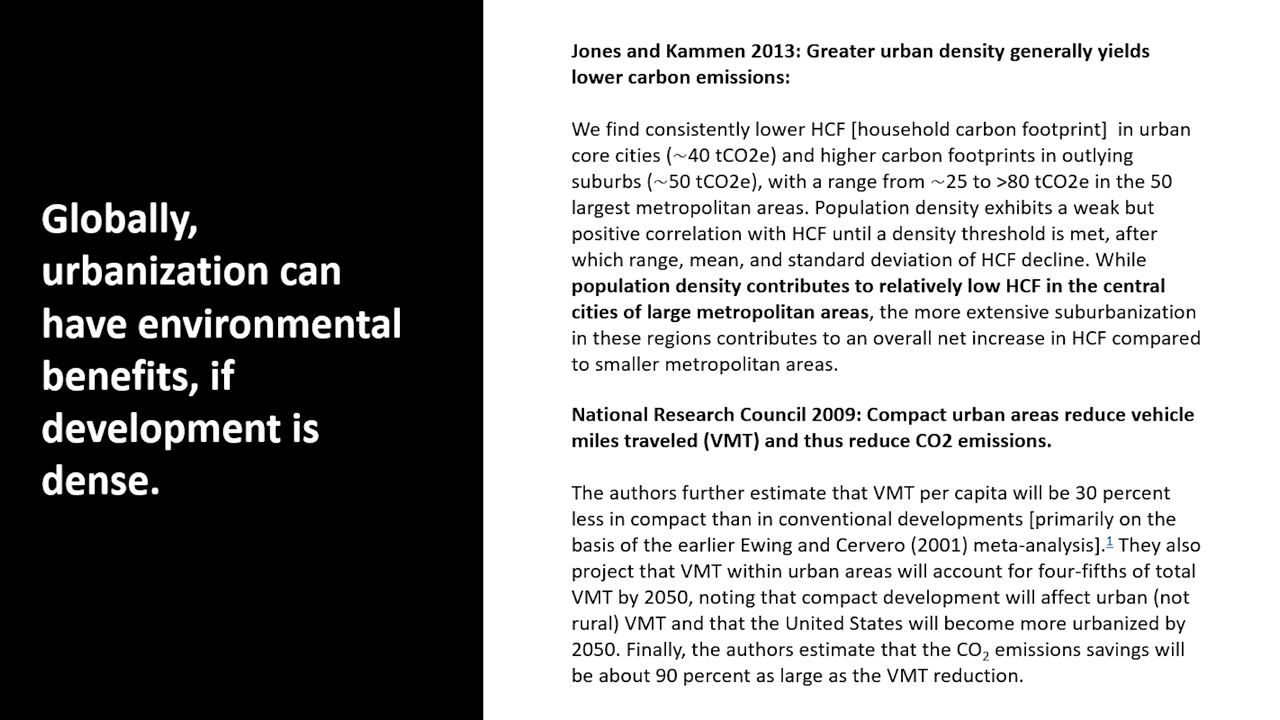 Globally,
urbanization can
have environmental
benefits, if
development is
dense.
Jones and Kammen 2013: Greater urban density generally yields
lower carbon emissions:
We find consistently lower HCF [household carbon footprint]  in urban
core cities (~40 tCO2e) and higher carbon footprints in outlying
suburbs (~50 tCO2e), with a range from ~25 to >80 tCO2e in the 50
largest metropolitan areas. Population density exhibits a weak but
positive correlation with HCF until a density threshold is met, after
which range, mean, and standard deviation of HCF decline. While
population density contributes to relatively low HCF in the central
cities of large metropolitan areas, the more extensive suburbanization
in these regions contributes to an overall net increase in HCF compared
to smaller metropolitan areas.
National Research Council 2009: Compact urban areas reduce vehicle
miles traveled (VMT) and thus reduce CO2 emissions.
The authors further estimate that VMT per capita will be 30 percent
less in compact than in conventional developments [primarily on the
basis of the earlier Ewing and Cervero (2001) meta-analysis].1 They also
project that VMT within urban areas will account for four-fifths of total
VMT by 2050, noting that compact development will affect urban (not
rural) VMT and that the United States will become more urbanized by
2050. Finally, the authors estimate that the CO2 emissions savings will
be about 90 percent as large as the VMT reduction.